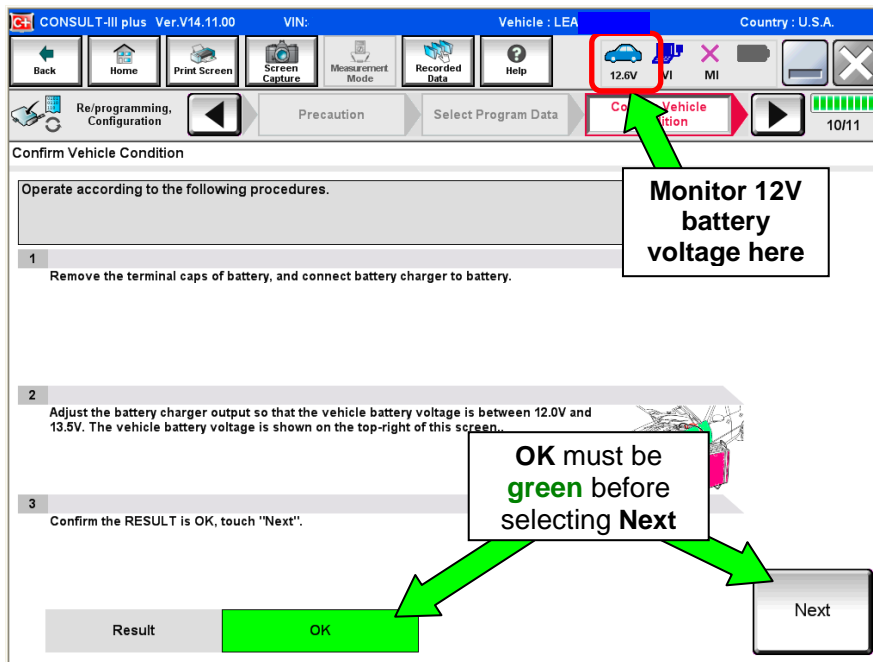 CONSULT-III plus Ver.V14.11.00 VIN: Vehicle : LEA Country : U.S.A.
Back Home Print Screen Screen Capture Measurement Mode Recorded Data Help 12.6V VI MI
Re/programming, Configuration Precaution Select Program Data Vehicle 10/11
Confirm Vehicle Condition
Operate according to the following procedures.
Monitor 12V
battery
voltage here
1
Remove the terminal caps of battery, and connect battery charger to battery.
2
Adjust the battery charger output so that the vehicle battery voltage is between 12.0V and
13.5V. The vehicle battery voltage is shown on the top-right of this screen..
OK must be
green before
selecting Next
3
Confirm the RESULT is OK, touch "Next".
Result OK
Next